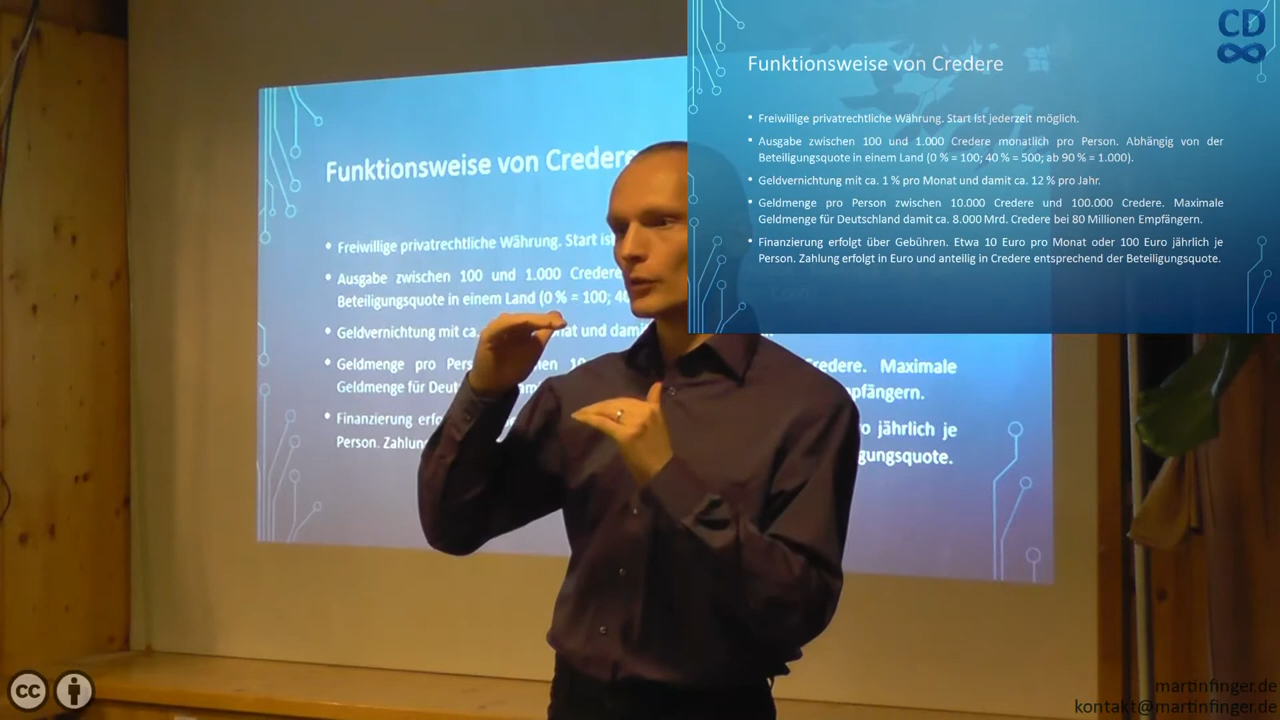 CD
Funktionsweise von Credere
• Freiwillige privatrechtliche Währung. Start ist jederzeit möglich.
• Ausgabe zwischen 100 und 1.000 Credere monatlich pro Person. Abhängig von der
Beteiligungsquote in einem Land (0 % = 100; 40 % = 500; ab 90 % = 1.000).
• Geldvernichtung mit ca. 1 % pro Monat und damit ca. 12 % pro Jahr.
• Geldmenge pro Person zwischen 10.000 Credere und 100.000 Credere. Maximale
Geldmenge für Deutschland damit ca. 8.000 Mrd. Credere bei 80 Millionen Empfängern.
• Finanzierung erfolgt über Gebühren. Etwa 10 Euro pro Monat oder 100 Euro jährlich je
Person. Zahlung erfolgt in Euro und anteilig in Credere entsprechend der Beteiligungsquote.
Funktionsweise von Credere
• Freiwillige privatrechtliche Währung. Start ist
• Ausgabe zwischen 100 und 1.000 Credere
Beteiligungsquote in einem Land (0 % = 100; 40
• Geldvernichtung mit ca. nat und dami
• Geldmenge pro Pers en 10 redere. Maximale
Geldmenge für Deut mpfängern.
• Finanzierung erfo o jährlich je
Person. Zahlun gungsquote.
cc
martinfinger.de
kontakt@martinfinger.de